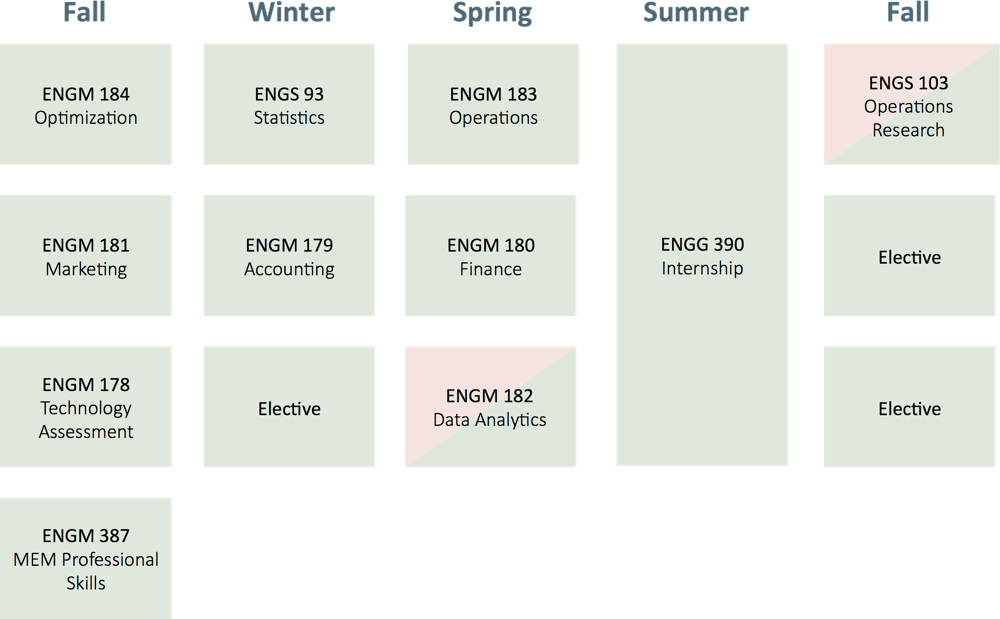 Fall
Winter
Spring
Summer
Fall
ENGM 184
Optimization
ENGS 93
Statistics
ENGM 183
Operations
ENGS 103
Operations
Research
ENGM 181
Marketing
ENGM 179
Accounting
ENGM 180
Finance
ENGG 390
Internship
Elective
ENGM 178
Technology
Assessment
Elective
ENGM 182
Data Analytics
Elective
ENGM 387
MEM Professional
Skills